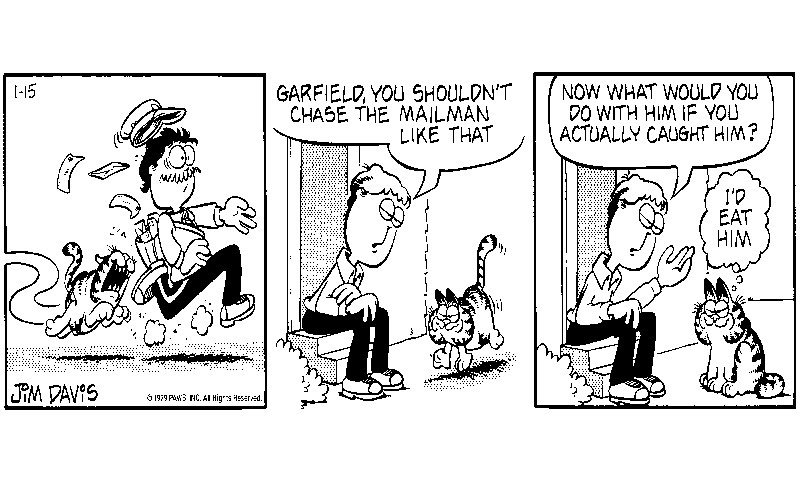 1-15
JIM DAVIS
© 1979 PAWS, INC. All Rights Reserved.
GARFIELD, YOU SHOULDN'T
CHASE THE MAILMAN
LIKE THAT
NOW WHAT WOULD YOU
DO WITH HIM IF YOU
ACTUALLY CAUGHT HIM?
I'D
EAT
HIM